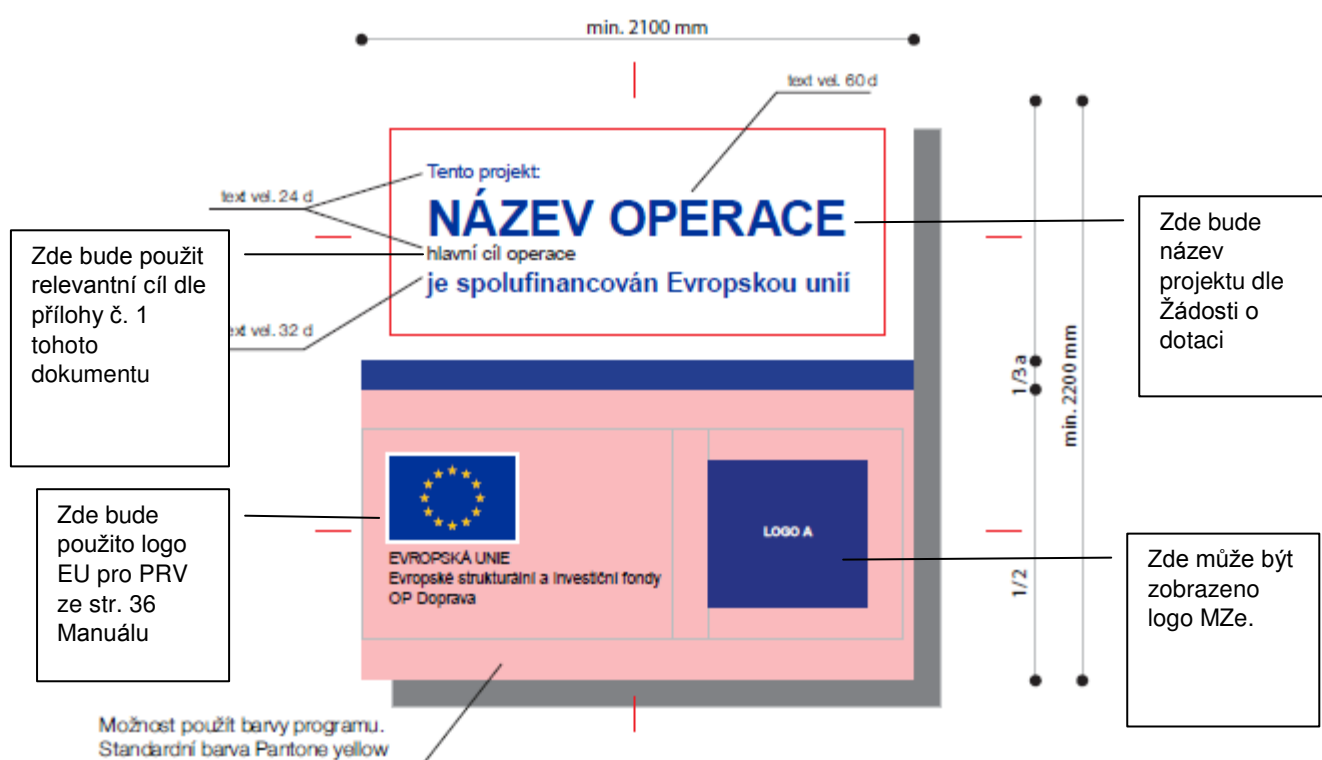 min. 2100 mm
text vel. 60 d
Tento projekt:
text vel. 24 d
NÁZEV OPERACE
hlavní cíl operace
je spolufinancován Evropskou unií
text vel. 32 d
Zde bude použit
relevantní cíl dle
přílohy č. 1
tohoto
dokumentu
Zde bude
název
projektu dle
Žádosti o
dotaci
1/3 a
min. 2200 mm
1/2
Zde bude
použito logo
EU pro PRV
ze str. 36
Manuálu
EVROPSKÁ UNIE
Evropské strukturální a investiční fondy
OP Doprava
LOGO A
Zde může být
zobrazeno
logo MZe.
Možnost použít barvy programu.
Standardní barva Pantone yellow